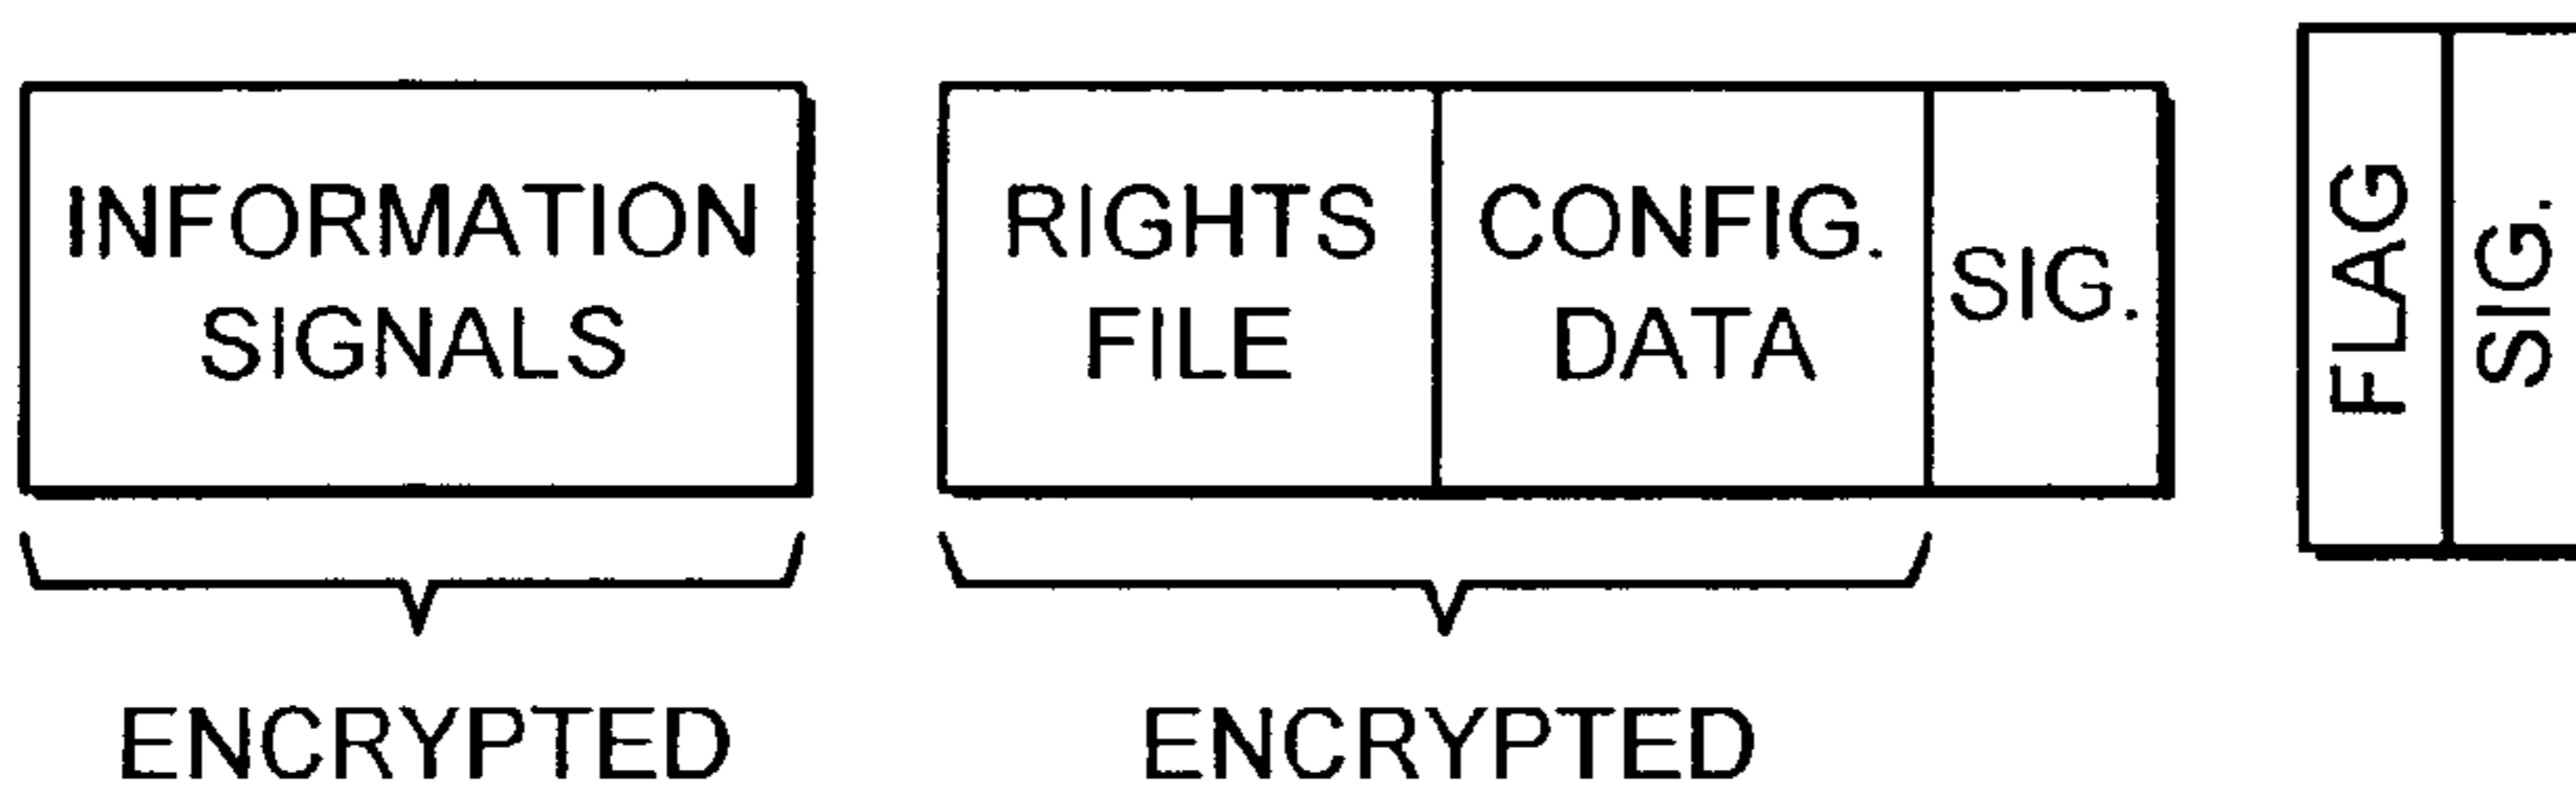 INFORMATION
SIGNALS
RIGHTS
FILE
CONFIG.
DATA
SIG.
FLAG
SIG.
ENCRYPTED
ENCRYPTED